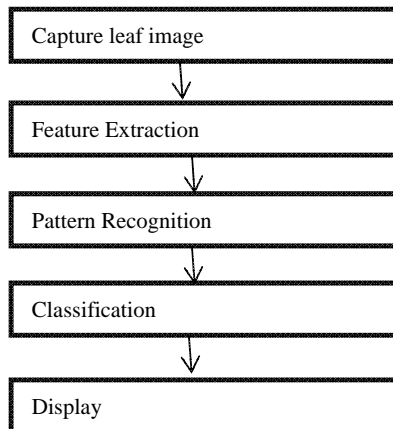 Capture leaf image
Feature Extraction
Pattern Recognition
Classification
Display